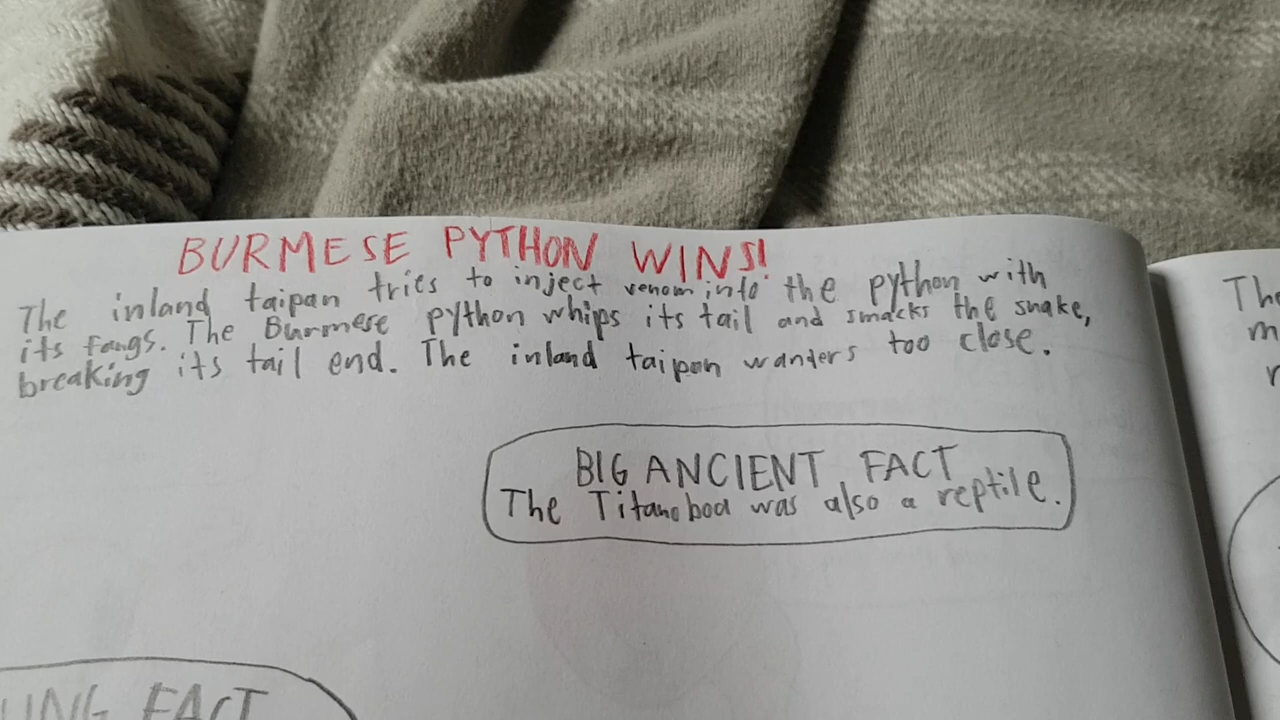 BURMESE PYTHON WINS!
The inland taipan tries to inject venom into the python with
its fangs. The Burmese python whips its tail and smacks the snake,
breaking its tail end. The inland taipan wanders too close.
BIG ANCIENT FACT
The Titanoboa was also a reptile.
FACT